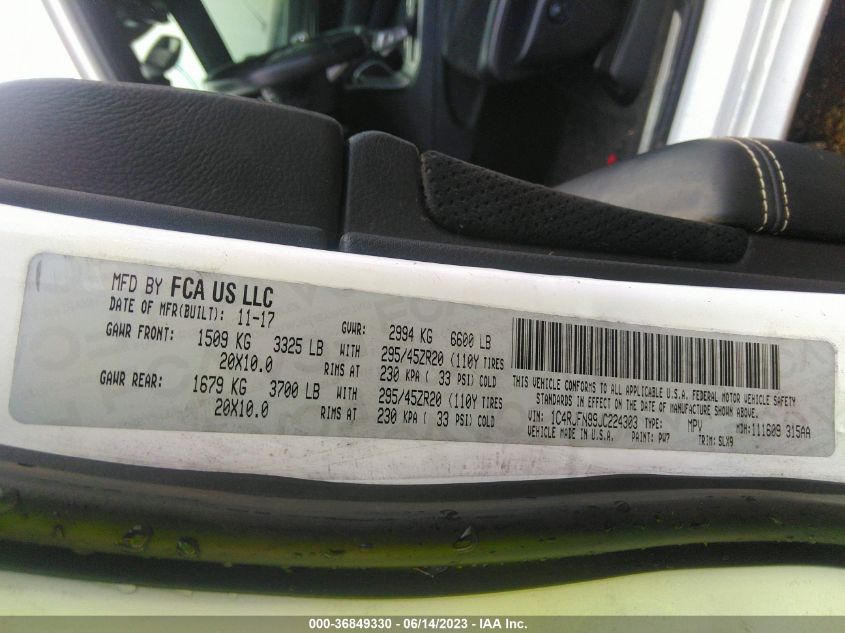 MFD BY FCA US LLC
DATE OF MFR(BUILT): 11-17 GVWR: 2994 KG 6600 LB
GAWR FRONT: 1509 KG 3325 LB WITH 295/45ZR20 (110Y TIRES
20X10.0 RIMS AT 230 KPA ( 33 PSI) COLD
GAWR REAR: 1679 KG 3700 LB WITH 295/45ZR20 (110Y TIRES
20X10.0 RIMS AT 230 KPA ( 33 PSI) COLD
THIS VEHICLE CONFORMS TO ALL APPLICABLE U.S.A. FEDERAL MOTOR VEHICLE SAFETY
STANDARDS IN EFFECT ON THE DATE OF MANUFACTURE SHOWN ABOVE.
VIN: 1C4RJFN99JC224303 TYPE: MPV MDH:111609 315AA
VEHICLE MADE IN U.S.A. PAINT: PW7 TRIM: SLX9
000-36849330 - 06/14/2023 - IAA Inc.